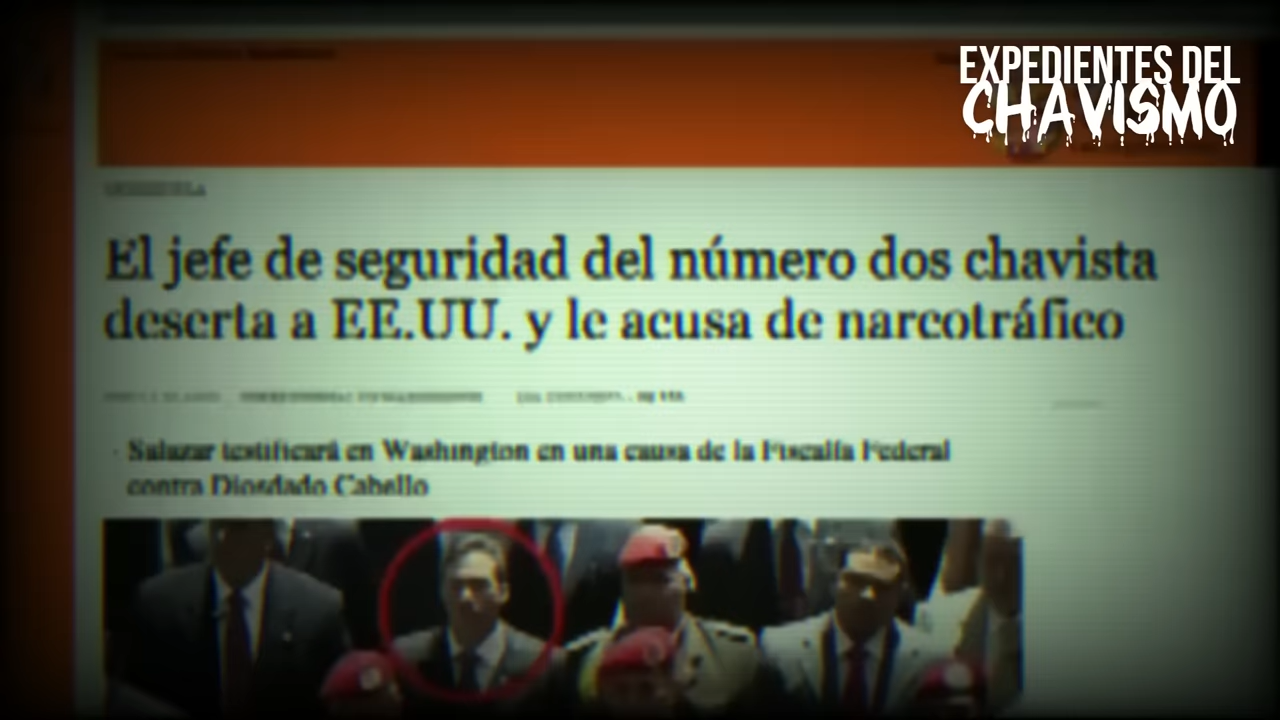 EXPEDIENTES DEL
CHAVISMO
El jefe de seguridad del número dos chavista
deserta a EE.UU. y le acusa de narcotráfico
Salazar testificará en Washington en una causa de la Fiscalía Federal
contra Diosdado Cabello